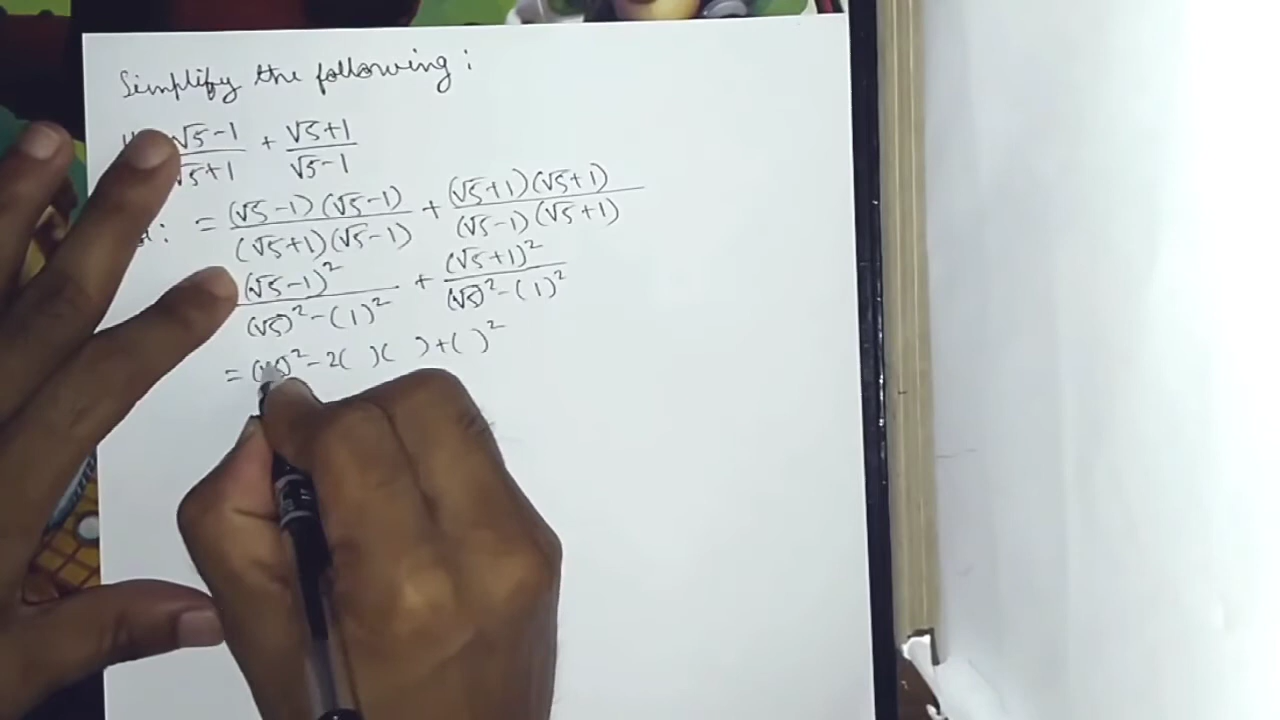 Simplify the following :
√5-1/√5+1 + √5+1/√5-1
= (√5-1)(√5-1)/(√5+1)(√5-1) + (√5+1)(√5+1)/(√5-1)(√5+1)
(√5-1)²/(√5)²-(1)² + (√5+1)²/(√5)²-(1)²
= (√5)²-2( )( )+( )²